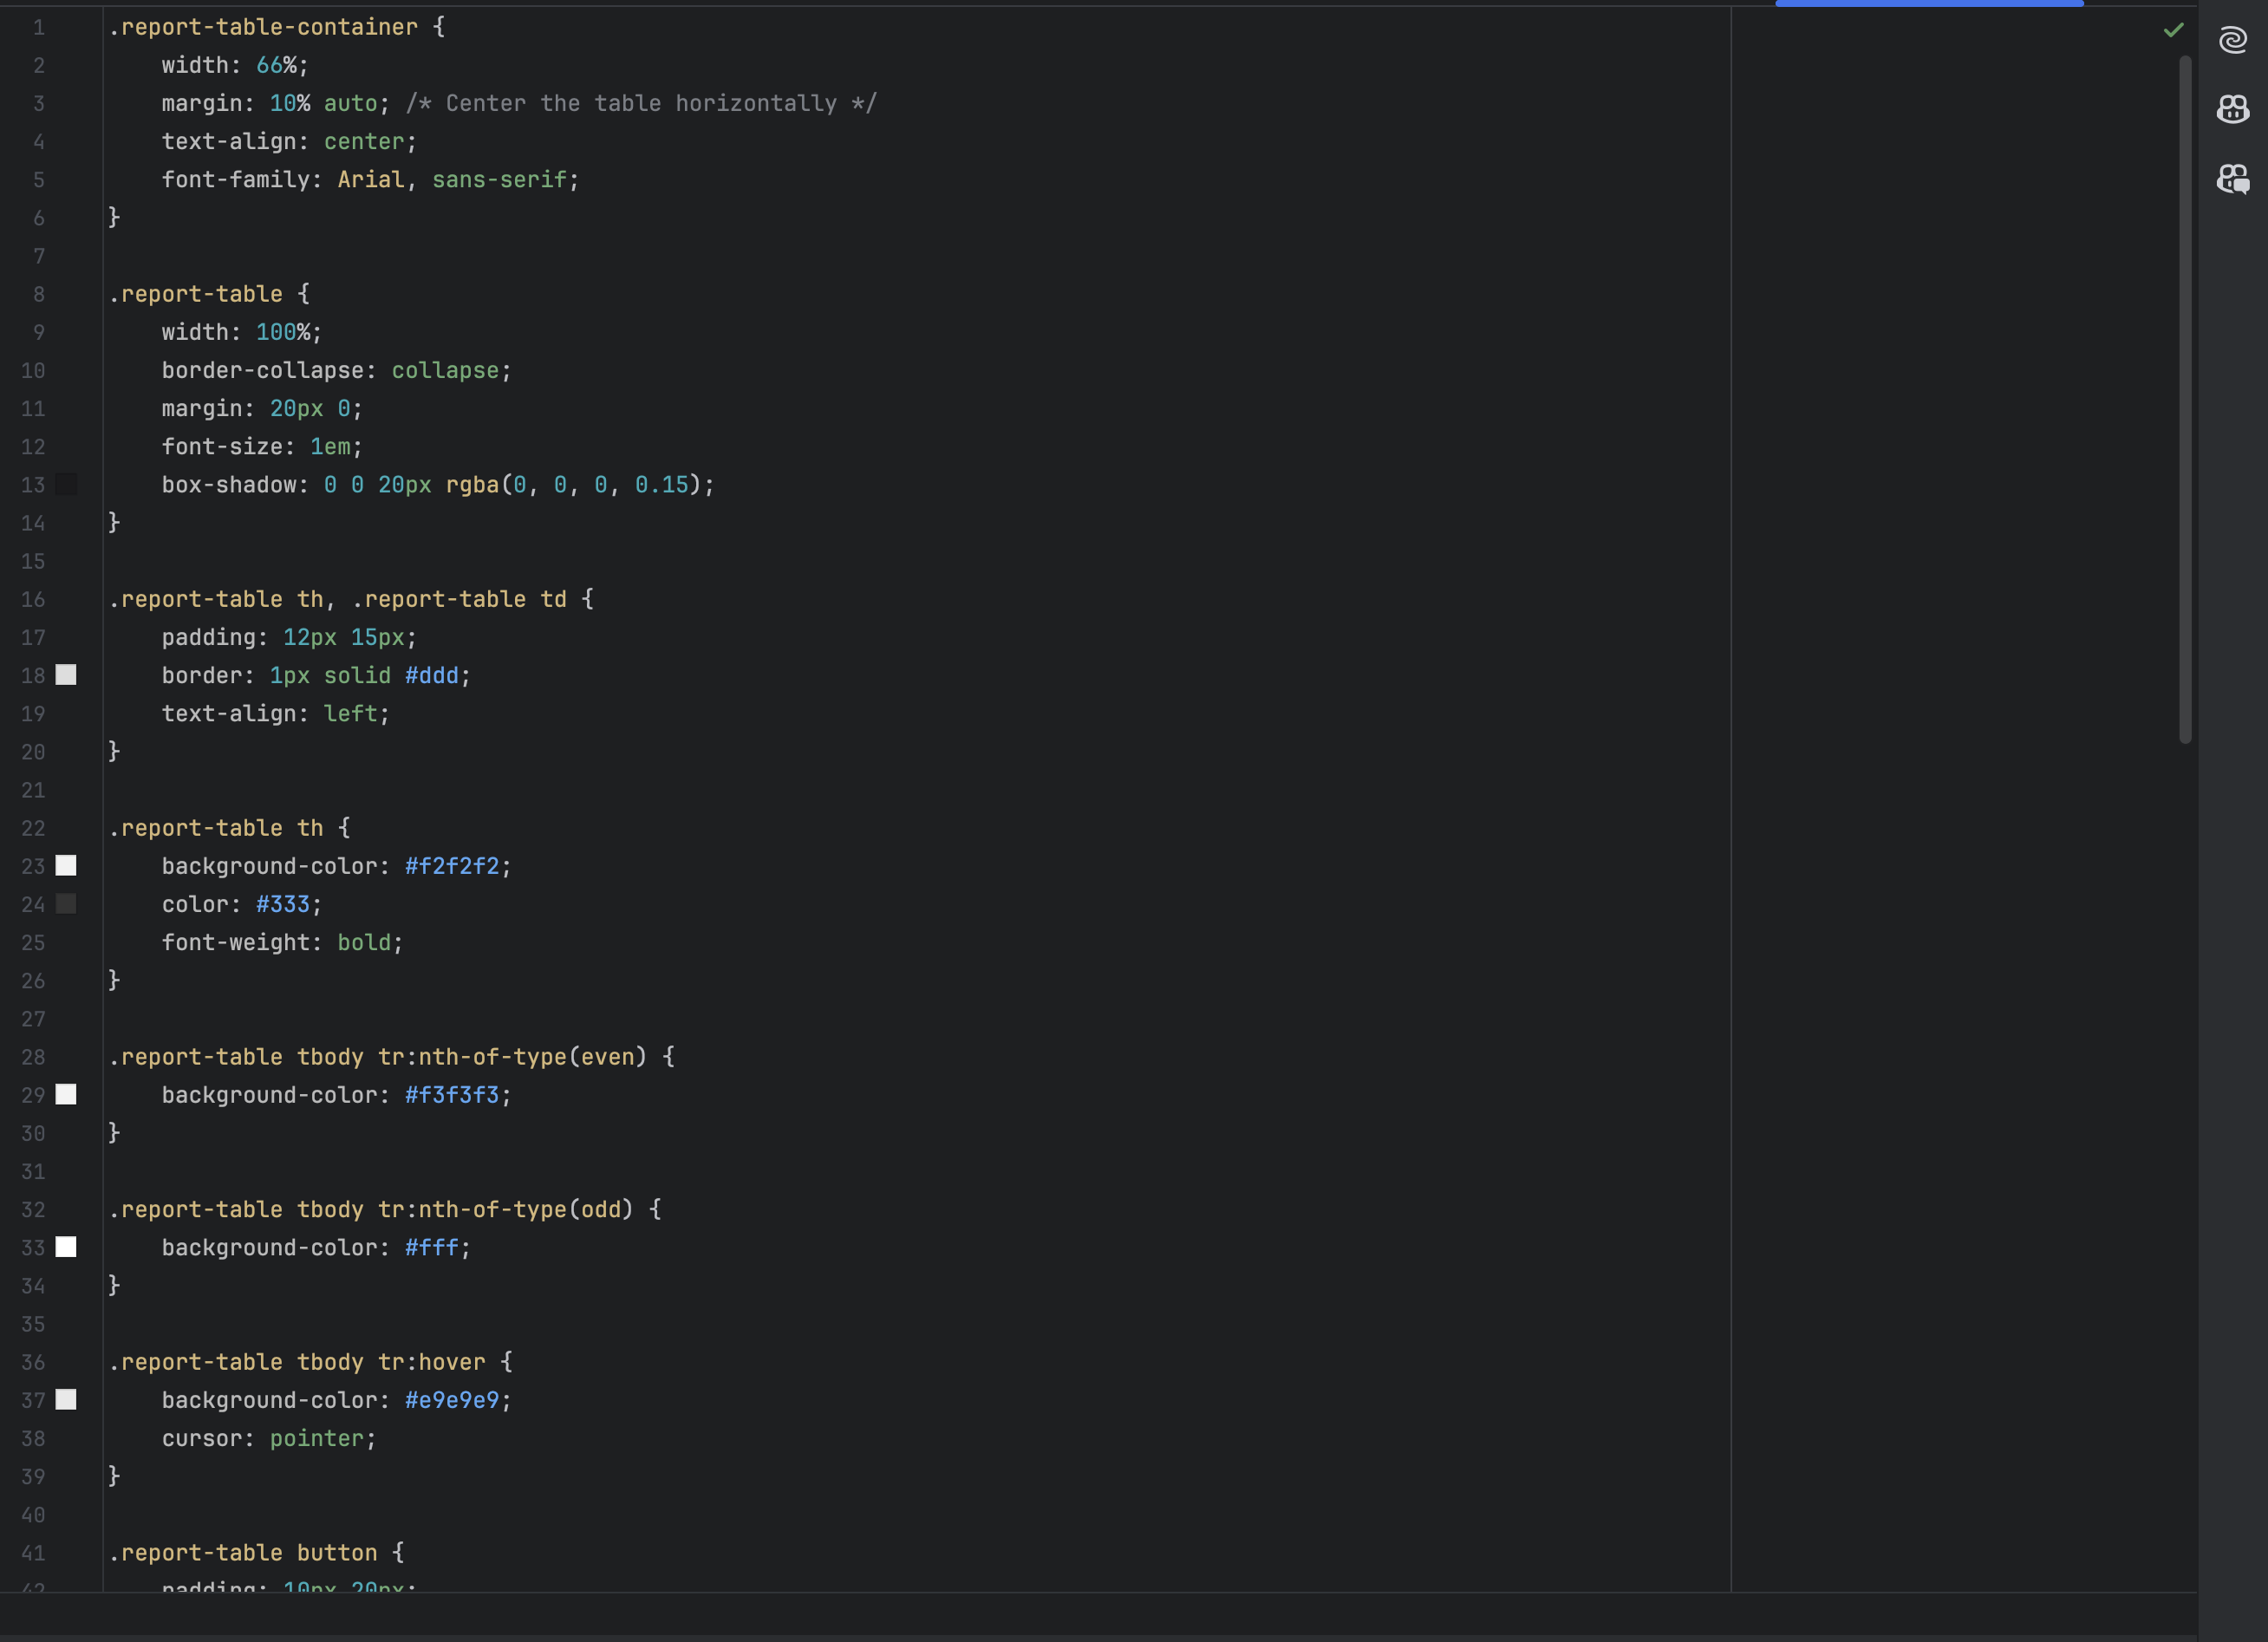 1 .report-table-container {
2 width: 66%;
3 margin: 10% auto; /* Center the table horizontally */
4 text-align: center;
5 font-family: Arial, sans-serif;
6 }
7
8 .report-table {
9 width: 100%;
10 border-collapse: collapse;
11 margin: 20px 0;
12 font-size: 1em;
13 box-shadow: 0 0 20px rgba(0, 0, 0, 0.15);
14 }
15
16 .report-table th, .report-table td {
17 padding: 12px 15px;
18 border: 1px solid #ddd;
19 text-align: left;
20 }
21
22 .report-table th {
23 background-color: #f2f2f2;
24 color: #333;
25 font-weight: bold;
26 }
27
28 .report-table tbody tr:nth-of-type(even) {
29 background-color: #f3f3f3;
30 }
31
32 .report-table tbody tr:nth-of-type(odd) {
33 background-color: #fff;
34 }
35
36 .report-table tbody tr:hover {
37 background-color: #e9e9e9;
38 cursor: pointer;
39 }
40
41 .report-table button {
42 padding: 10px 20px;